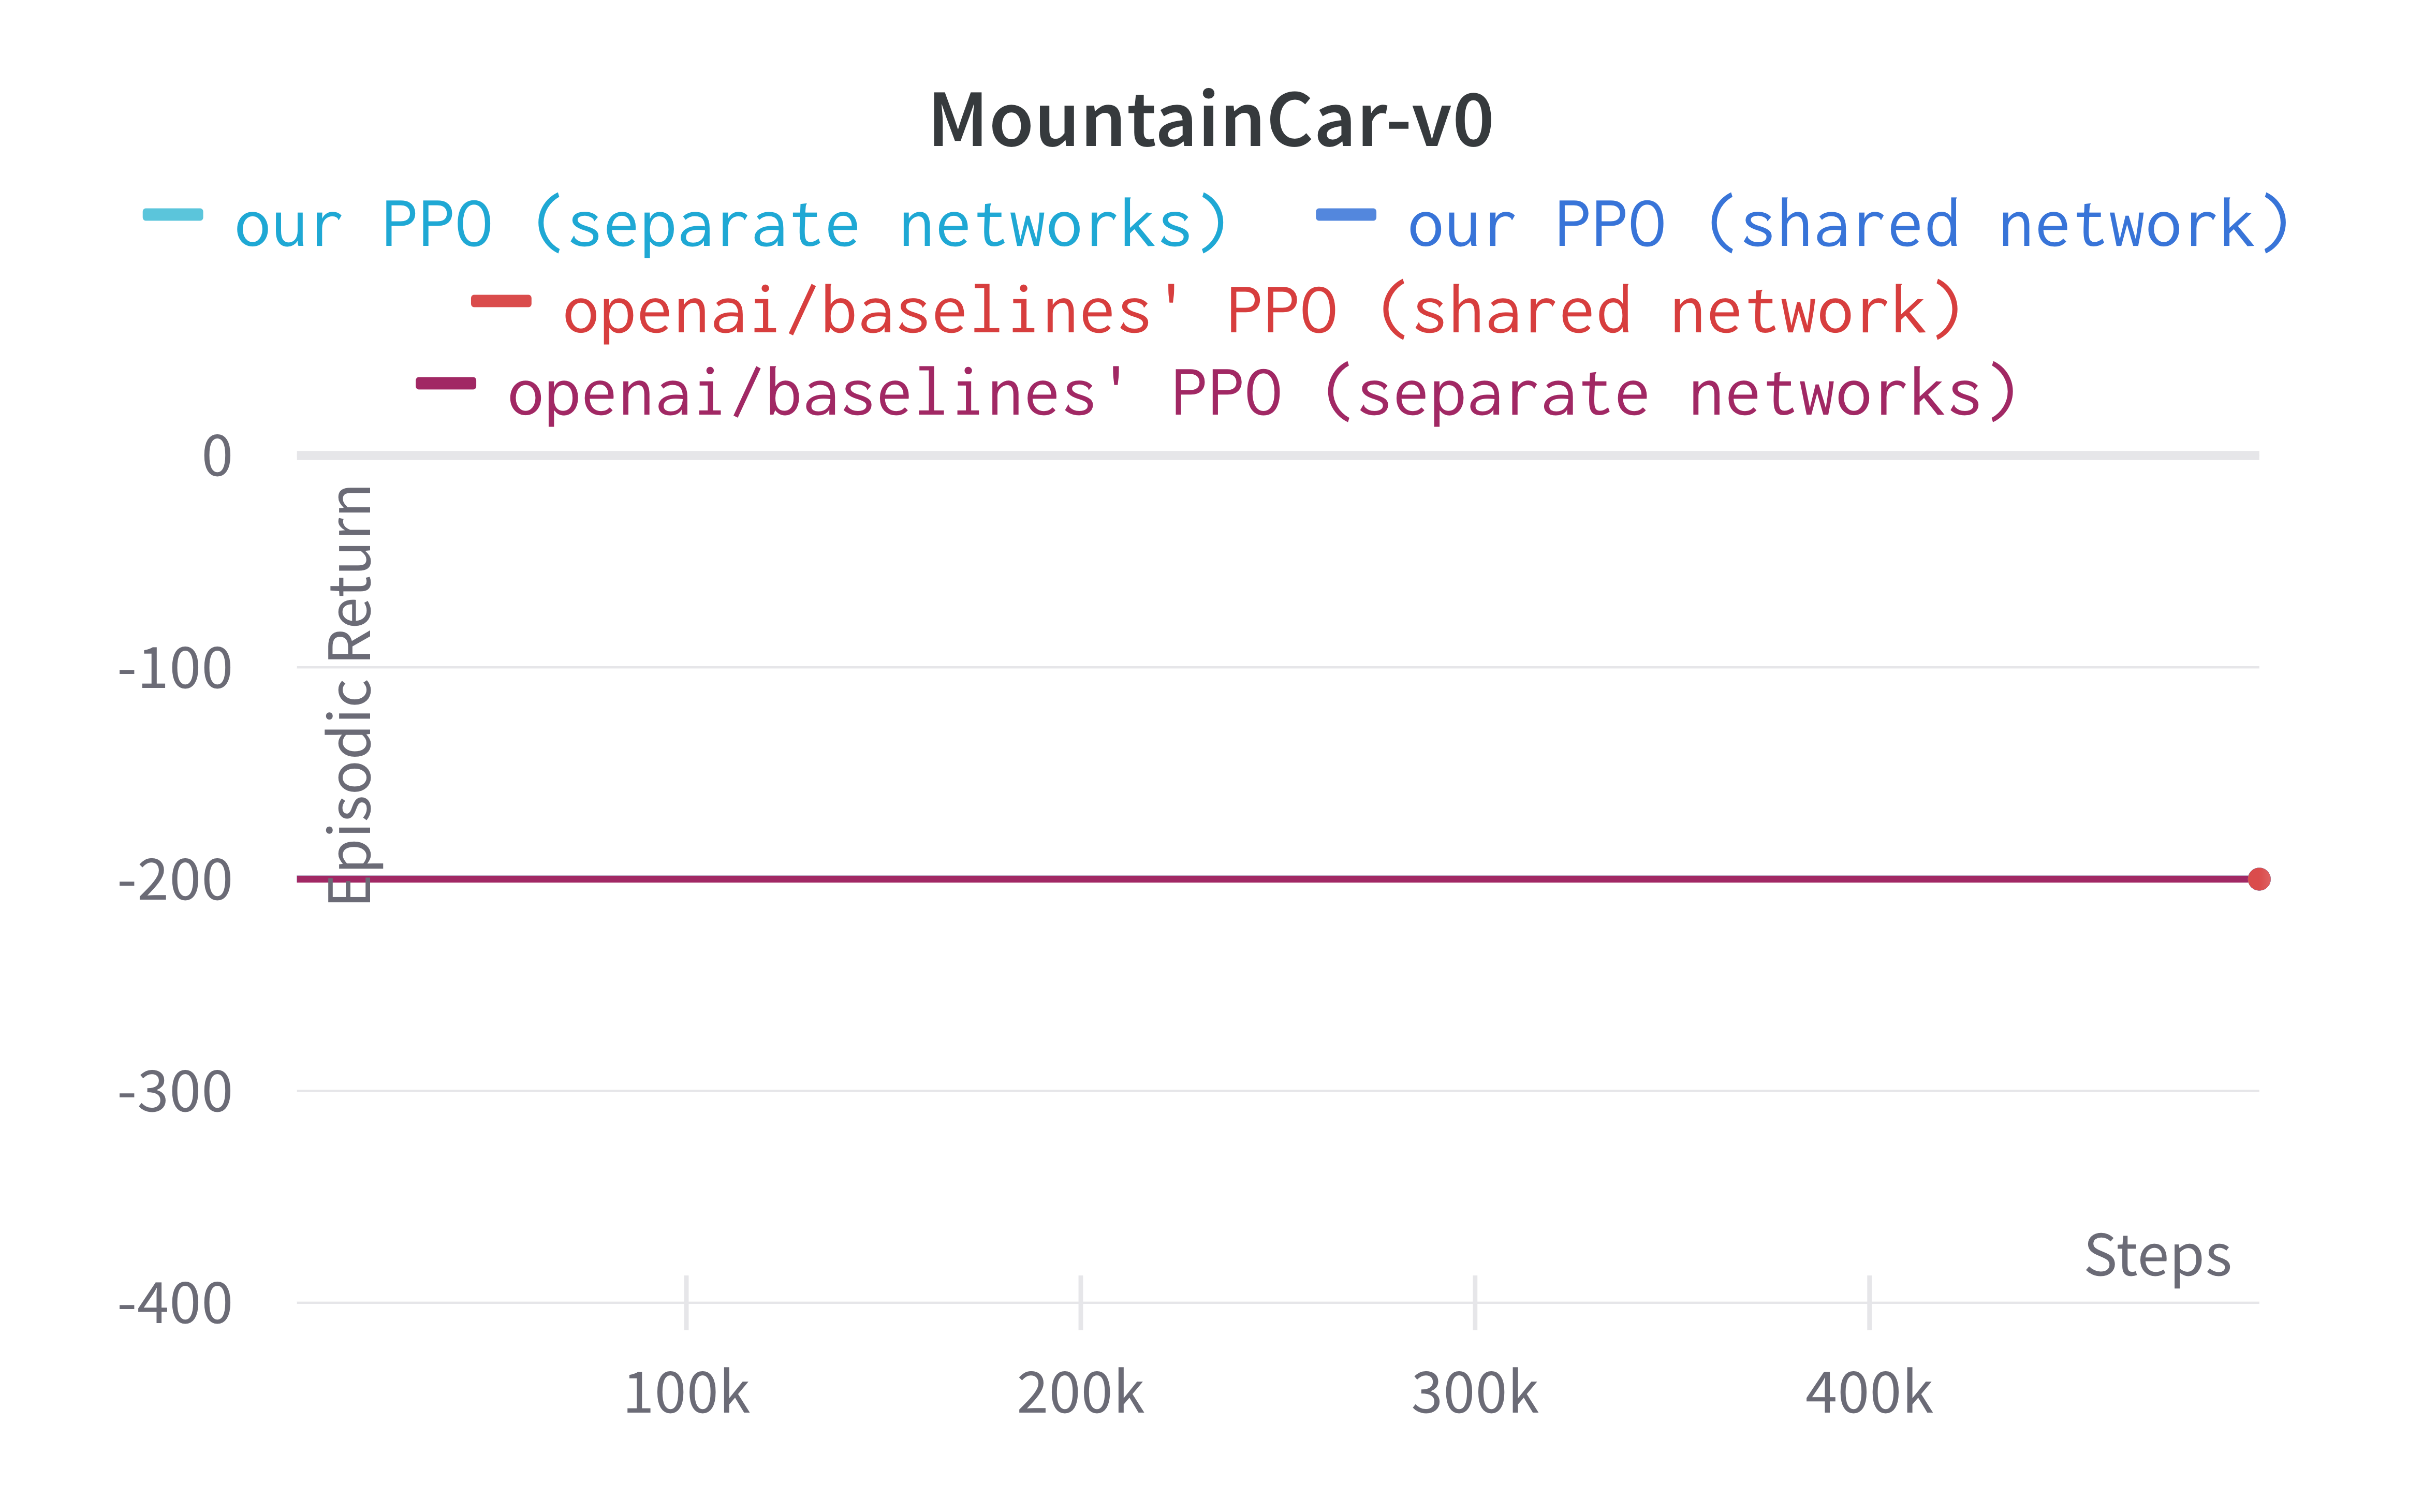 MountainCar-v0
our PPO (separate networks) our PPO (shared network)
openai/baselines' PPO (shared network)
openai/baselines' PPO (separate networks)
0
-100
-200
-300
-400
Episodic Return
Steps
100k 200k 300k 400k